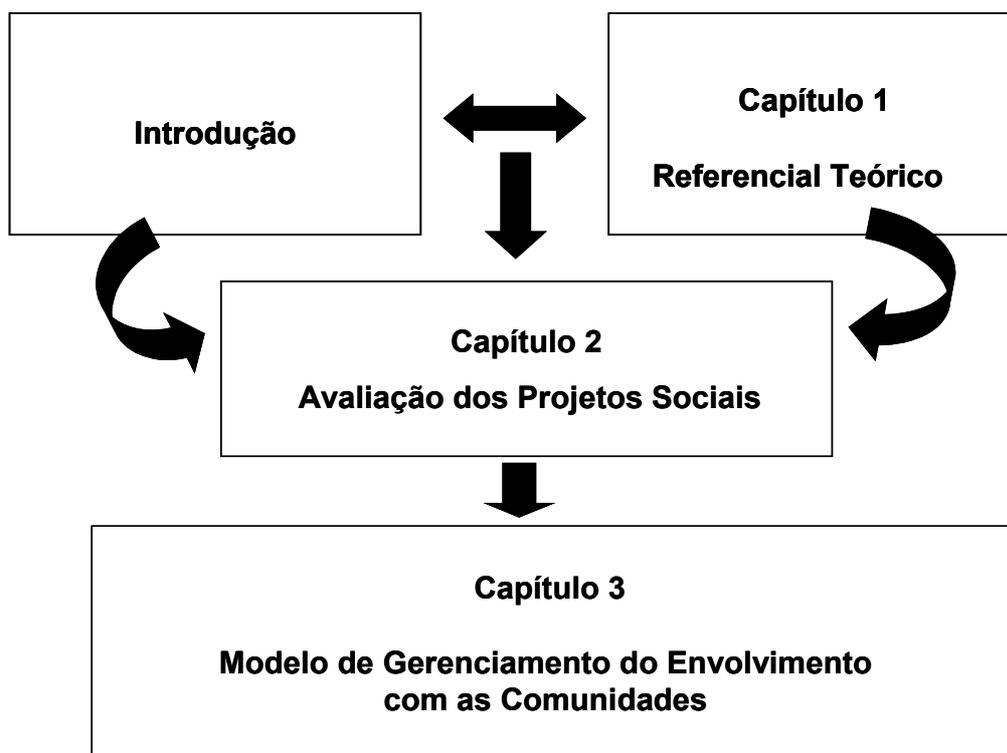 Introdução
Capítulo 1
Referencial Teórico
Capítulo 2
Avaliação dos Projetos Sociais
Capítulo 3
Modelo de Gerenciamento do Envolvimento
com as Comunidades